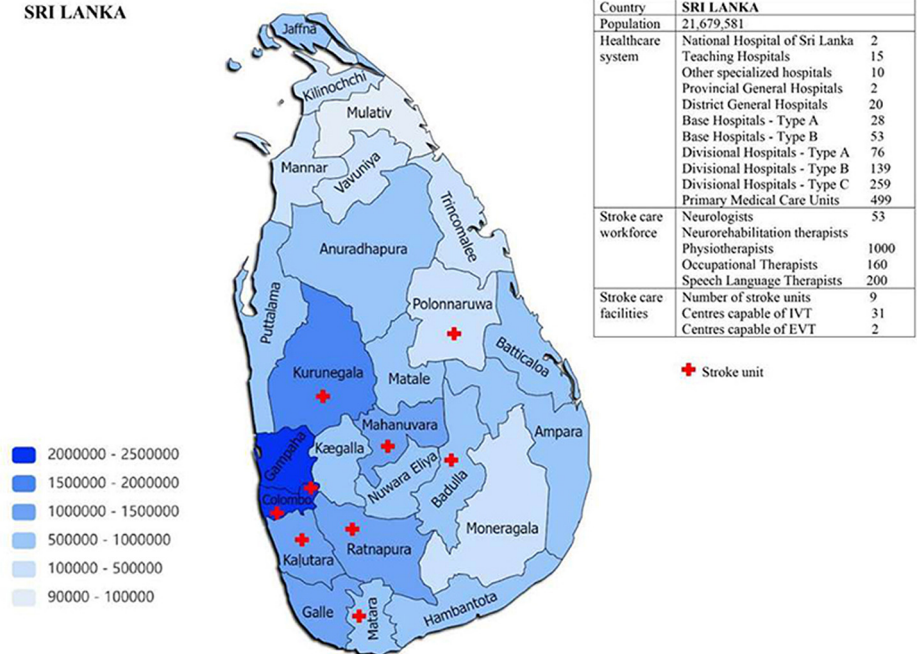 SRI LANKA
Country SRI LANKA
Population 21,679,581
Healthcare system
National Hospital of Sri Lanka 2
Teaching Hospitals 15
Other specialized hospitals 10
Provincial General Hospitals 2
District General Hospitals 20
Base Hospitals - Type A 28
Base Hospitals - Type B 53
Divisional Hospitals - Type A 76
Divisional Hospitals - Type B 139
Divisional Hospitals - Type C 259
Primary Medical Care Units 499
Stroke care workforce
Neurologists 53
Neurorehabilitation therapists
Physiotherapists 1000
Occupational Therapists 160
Speech Language Therapists 200
Stroke care facilities
Number of stroke units 9
Centres capable of IVT 31
Centres capable of EVT 2
Stroke unit
Jaffna
Kilinochchi
Mulativ
Mannar
Vavuniya
Trincomalee
Anuradhapura
Puttalama
Polonnaruwa
Batticaloa
Kurunegala
Matale
Mahanuvara
Ampara
Gampaha
Kægalla
Nuwara Eliya
Badulla
Colombo
Moneragala
Kalutara
Ratnapura
Galle
Matara
Hambantota
2000000 - 2500000
1500000 - 2000000
1000000 - 1500000
500000 - 1000000
100000 - 500000
90000 - 100000